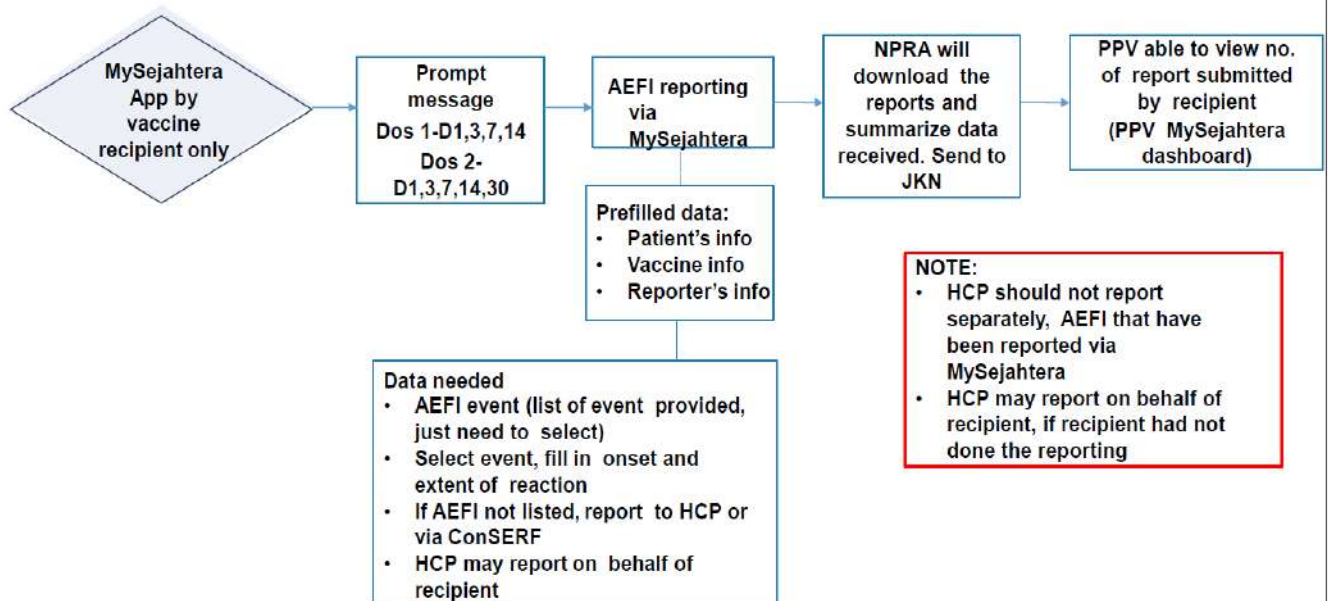 MySejahtera
App by
vaccine
recipient only
Prompt
message
Dos 1-D1,3,7,14
Dos 2-
D1,3,7,14,30
AEFI reporting
via
MySejahtera
NPRA will
download the
reports and
summarize data
received. Send to
JKN
PPV able to view no.
of report submitted
by recipient
(PPV MySejahtera
dashboard)
Prefilled data:
• Patient's info
• Vaccine info
• Reporter's info
Data needed
• AEFI event (list of event provided,
just need to select)
• Select event, fill in onset and
extent of reaction
• If AEFI not listed, report to HCP or
via ConSERF
• HCP may report on behalf of
recipient
NOTE:
• HCP should not report
separately, AEFI that have
been reported via
MySejahtera
• HCP may report on behalf of
recipient, if recipient had not
done the reporting